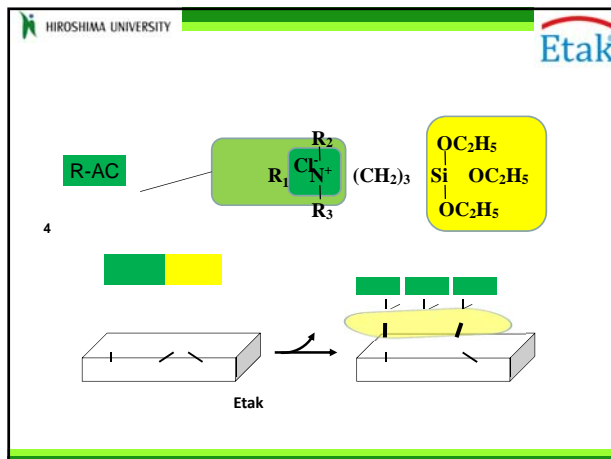 HIROSHIMA UNIVERSITY
Etak
R-AC
R₂
Cl⁻
R₁ N⁺ (CH₂)₃ Si OC₂H₅
OC₂H₅
OC₂H₅
R₃
4
Etak